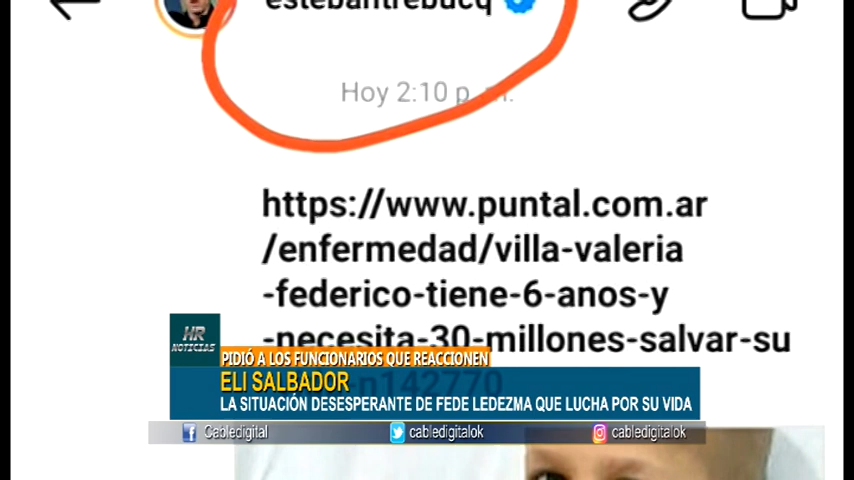 estebantrebucq
Hoy 2:10 p. m.
https://www.puntal.com.ar
/enfermedad/villa-valeria
-federico-tiene-6-anos-y
-necesita-30-millones-salvar-su
n142770
HR
NOTICIAS
PIDIÓ A LOS FUNCIONARIOS QUE REACCIONEN
ELI SALBADOR
LA SITUACIÓN DESESPERANTE DE FEDE LEDEZMA QUE LUCHA POR SU VIDA
Cabledigital
cabledigitalok
cabledigitalok